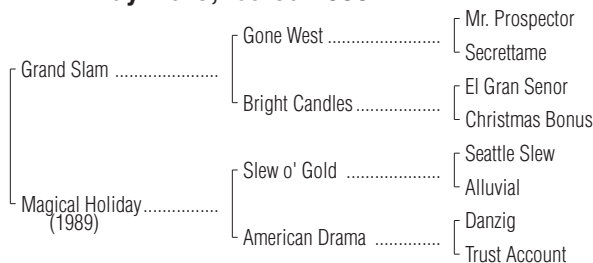 Mr. Prospector
Gone West ........................
Secrettame
Grand Slam ......................
El Gran Senor
Bright Candles ..................
Christmas Bonus
Seattle Slew
Slew o' Gold ....................
Alluvial
Magical Holiday ................
(1989)
Danzig
American Drama ..............
Trust Account